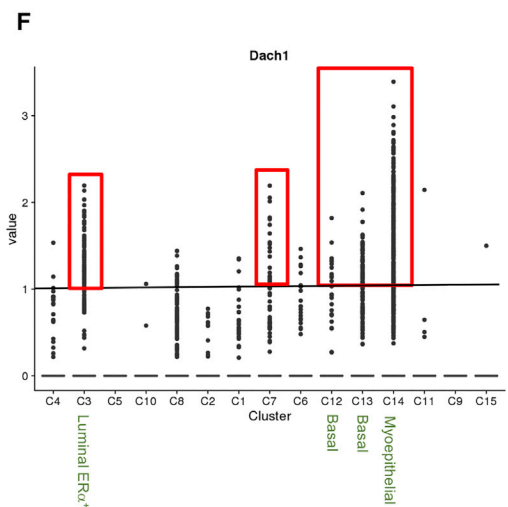 F
Dach1
value
3
2
1
0
C4 C3 C5 C10 C8 C2 C1 C7 C6 C12 C13 C14 C11 C9 C15
Cluster
Luminal ERα⁺
Basal
Basal
Myoepithelial